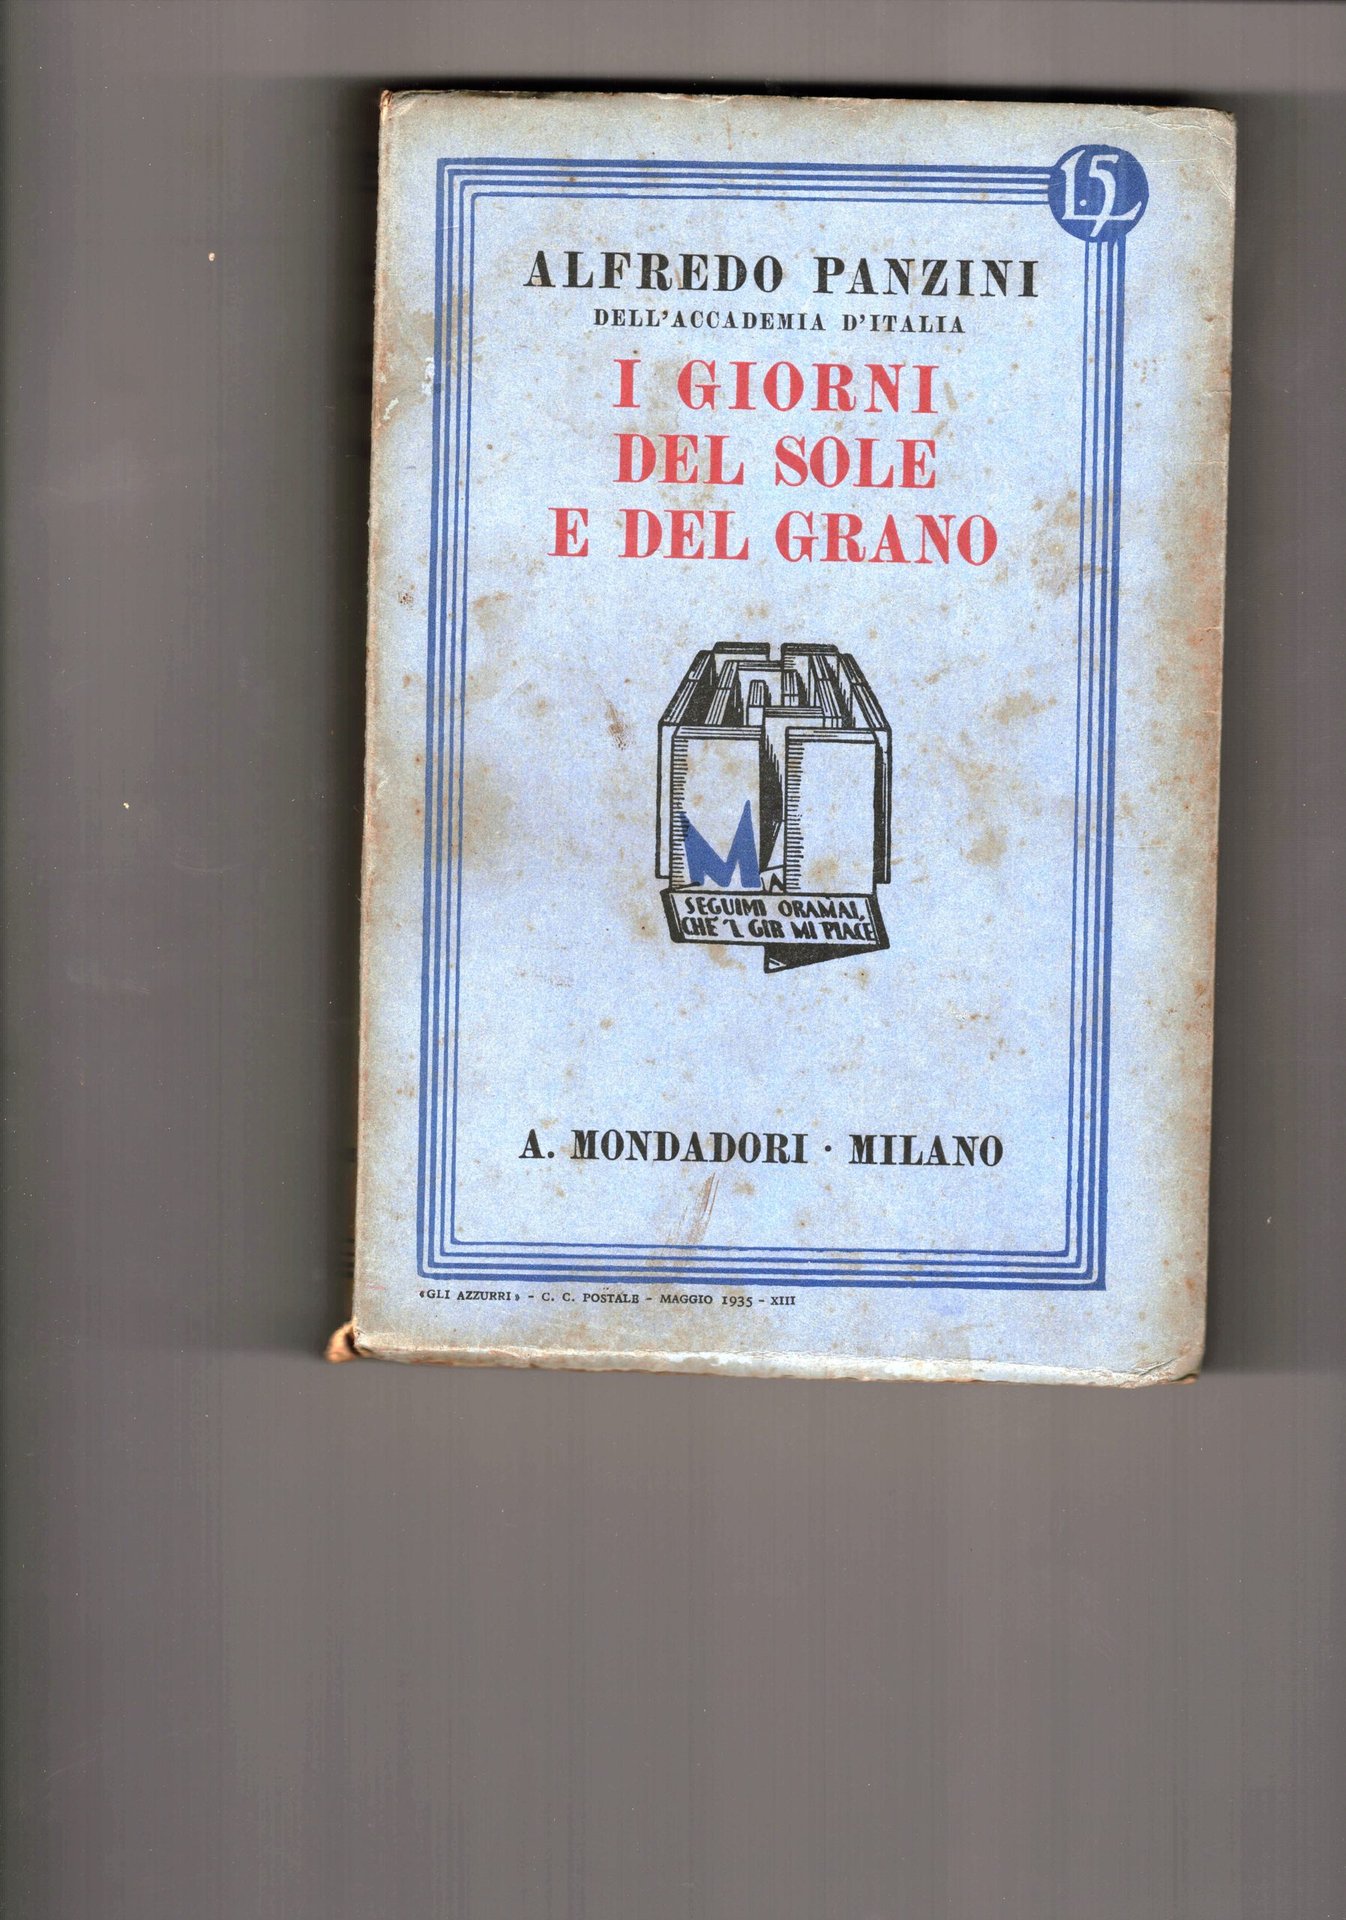 L.5
ALFREDO PANZINI
DELL'ACCADEMIA D'ITALIA
I GIORNI
DEL SOLE
E DEL GRANO
M
SEGUIMI ORAMAI,
CHE 'L GIR MI PIACE
A. MONDADORI · MILANO
«GLI AZZURRI» - C. C. POSTALE - MAGGIO 1935 - XIII